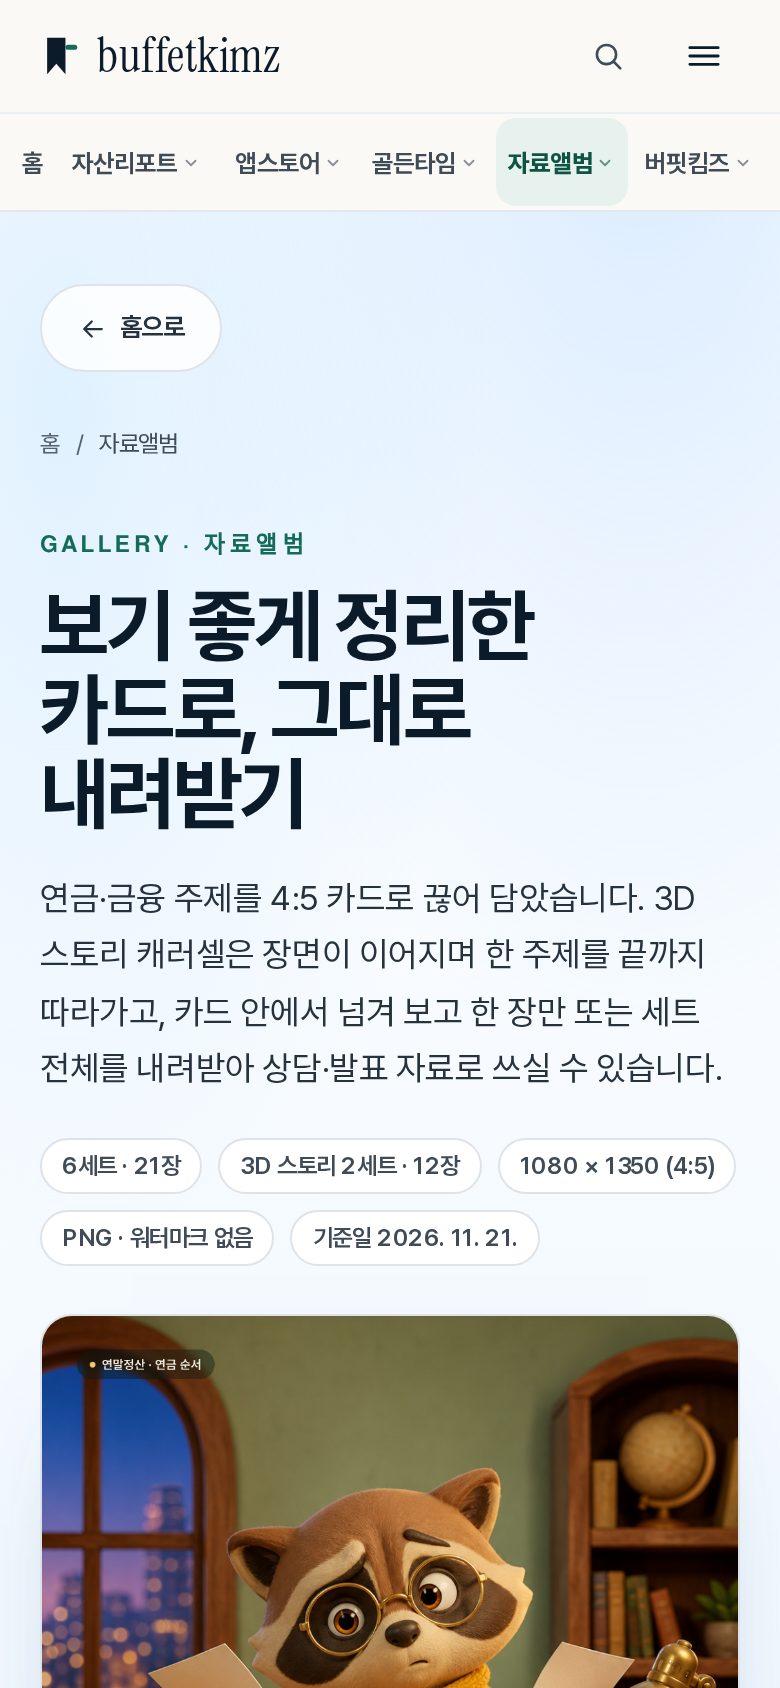 buffetkimz
홈 자산리포트 앱스토어 골든타임 자료앨범 버핏킴즈
← 홈으로
홈 / 자료앨범
GALLERY · 자료앨범
보기 좋게 정리한
카드로, 그대로
내려받기
연금·금융 주제를 4:5 카드로 끊어 담았습니다. 3D
스토리 캐러셀은 장면이 이어지며 한 주제를 끝까지
따라가고, 카드 안에서 넘겨 보고 한 장만 또는 세트
전체를 내려받아 상담·발표 자료로 쓰실 수 있습니다.
6세트 · 21장 3D 스토리 2세트 · 12장 1080 × 1350 (4:5)
PNG · 워터마크 없음 기준일 2026. 11. 21.
연말정산 · 연금 순서